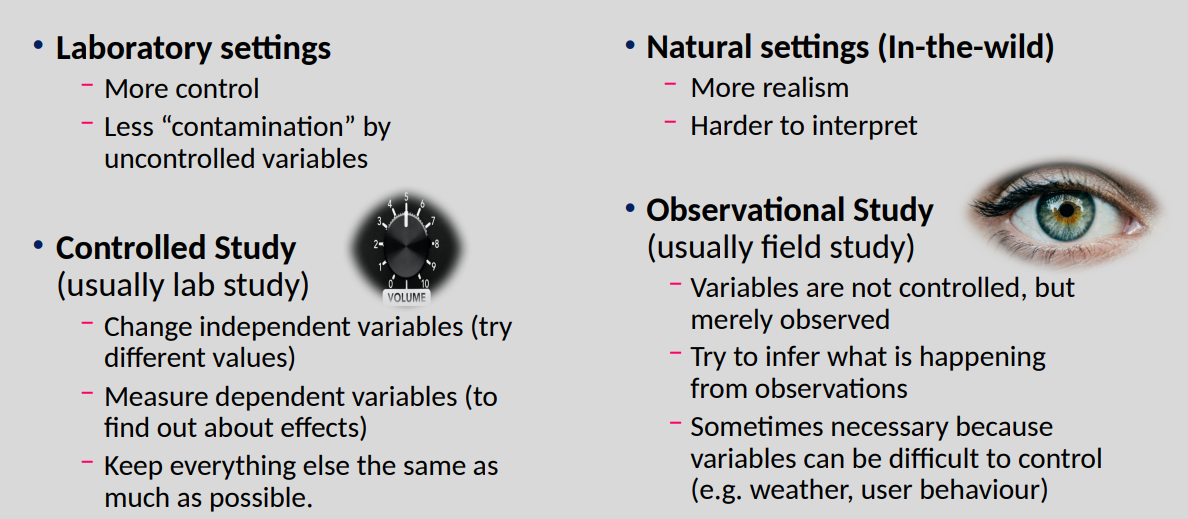 • Laboratory settings
– More control
– Less “contamination” by
uncontrolled variables
• Controlled Study
(usually lab study)
5
4 6
3 7
2 8
1 9
0 10
VOLUME
– Change independent variables (try
different values)
– Measure dependent variables (to
find out about effects)
– Keep everything else the same as
much as possible.
• Natural settings (In-the-wild)
– More realism
– Harder to interpret
• Observational Study
(usually field study)
– Variables are not controlled, but
merely observed
– Try to infer what is happening
from observations
– Sometimes necessary because
variables can be difficult to control
(e.g. weather, user behaviour)